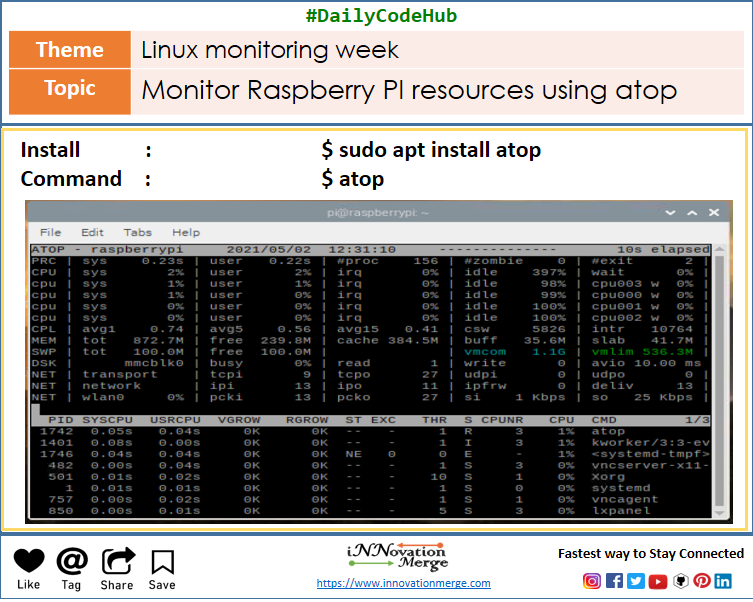 #DailyCodeHub
Theme Linux monitoring week
Topic Monitor Raspberry PI resources using atop
Install : $ sudo apt install atop
Command : $ atop
pi@raspberrypi: ~
File Edit Tabs Help
ATOP - raspberrypi 2021/05/02 12:31:10 -------------- 10s elapsed
PRC | sys 0.23s | user 0.22s | #proc 156 | #zombie 0 | #exit 2 |
CPU | sys 2% | user 2% | irq 0% | idle 397% | wait 0% |
cpu | sys 1% | user 1% | irq 0% | idle 98% | cpu003 w 0% |
cpu | sys 1% | user 0% | irq 0% | idle 99% | cpu000 w 0% |
cpu | sys 0% | user 0% | irq 0% | idle 100% | cpu001 w 0% |
cpu | sys 0% | user 0% | irq 0% | idle 100% | cpu002 w 0% |
CPL | avg1 0.74 | avg5 0.56 | avg15 0.41 | csw 5826 | intr 10764 |
MEM | tot 872.7M | free 239.8M | cache 384.5M | buff 35.6M | slab 41.7M |
SWP | tot 100.0M | free 100.0M | | vmcom 1.1G | vmlim 536.3M |
DSK | mmcblk0 | busy 0% | read 1 | write 0 | avio 10.00 ms |
NET | transport | tcpi 9 | tcpo 27 | udpi 0 | udpo 0 |
NET | network | ipi 13 | ipo 11 | ipfrw 0 | deliv 13 |
NET | wlan0 0% | pcki 13 | pcko 27 | si 1 Kbps | so 25 Kbps |
PID SYSCPU USRCPU VGROW RGROW ST EXC THR S CPUNR CPU CMD 1/3
1742 0.05s 0.04s 0K 0K -- - 1 R 3 1% atop
1401 0.08s 0.00s 0K 0K -- - 1 I 3 1% kworker/3:3-ev
1746 0.04s 0.04s 0K 0K NE 0 0 E - 1% <systemd-tmpf>
482 0.00s 0.04s 0K 0K -- - 1 S 3 0% vncserver-x11-
501 0.01s 0.02s 0K 0K -- - 10 S 1 0% Xorg
1 0.01s 0.01s 0K 0K -- - 1 S 0 0% systemd
757 0.00s 0.02s 0K 0K -- - 1 S 1 0% vncagent
850 0.00s 0.01s 0K 0K -- - 5 S 3 0% lxpanel
Like Tag Share Save
iNNovation
Merge
https://www.innovationmerge.com
Fastest way to Stay Connected